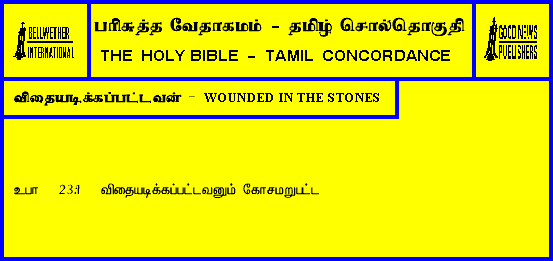 BELLWETHER
INTERNATIONAL
பரிசுத்த வேதாகமம் - தமிழ் சொல்தொகுதி
THE HOLY BIBLE - TAMIL CONCORDANCE
GOOD NEWS
PUBLISHERS
விதையடிக்கப்பட்டவன் - WOUNDED IN THE STONES
உபா 23:1 விதையடிக்கப்பட்டவனும் கோசமறுபட்ட